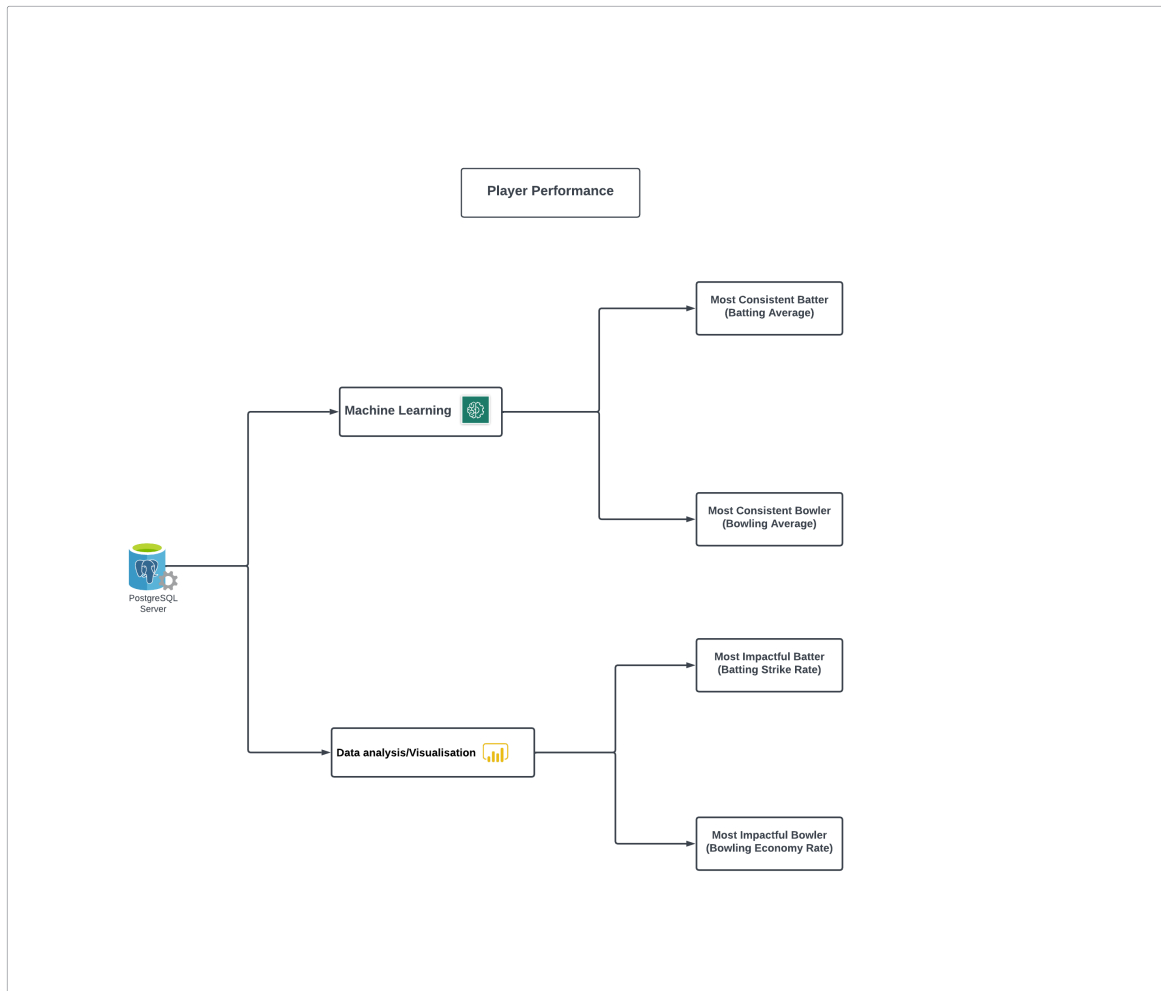 Player Performance
Most Consistent Batter
(Batting Average)
Machine Learning
Most Consistent Bowler
(Bowling Average)
PostgreSQL
Server
Most Impactful Batter
(Batting Strike Rate)
Data analysis/Visualisation
Most Impactful Bowler
(Bowling Economy Rate)